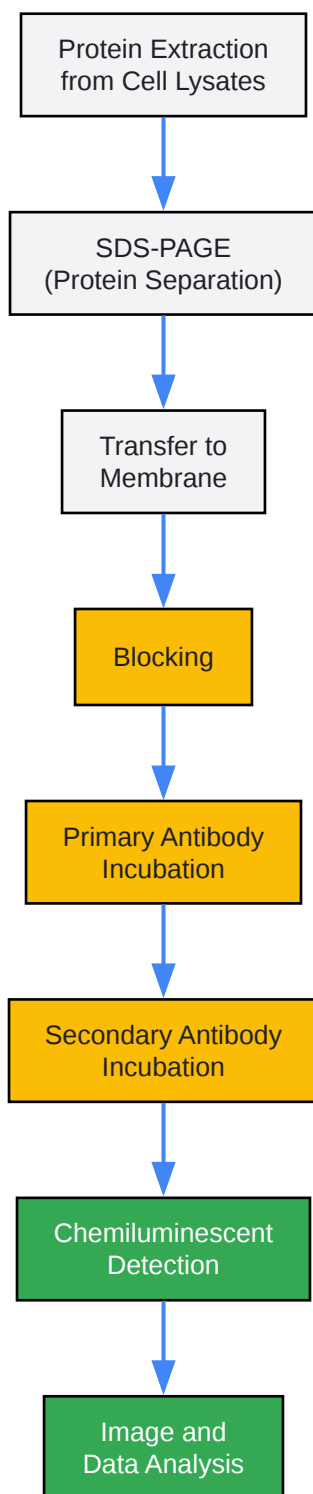 Protein Extraction
from Cell Lysates
SDS-PAGE
(Protein Separation)
Transfer to
Membrane
Blocking
Primary Antibody
Incubation
Secondary Antibody
Incubation
Chemiluminescent
Detection
Image and
Data Analysis